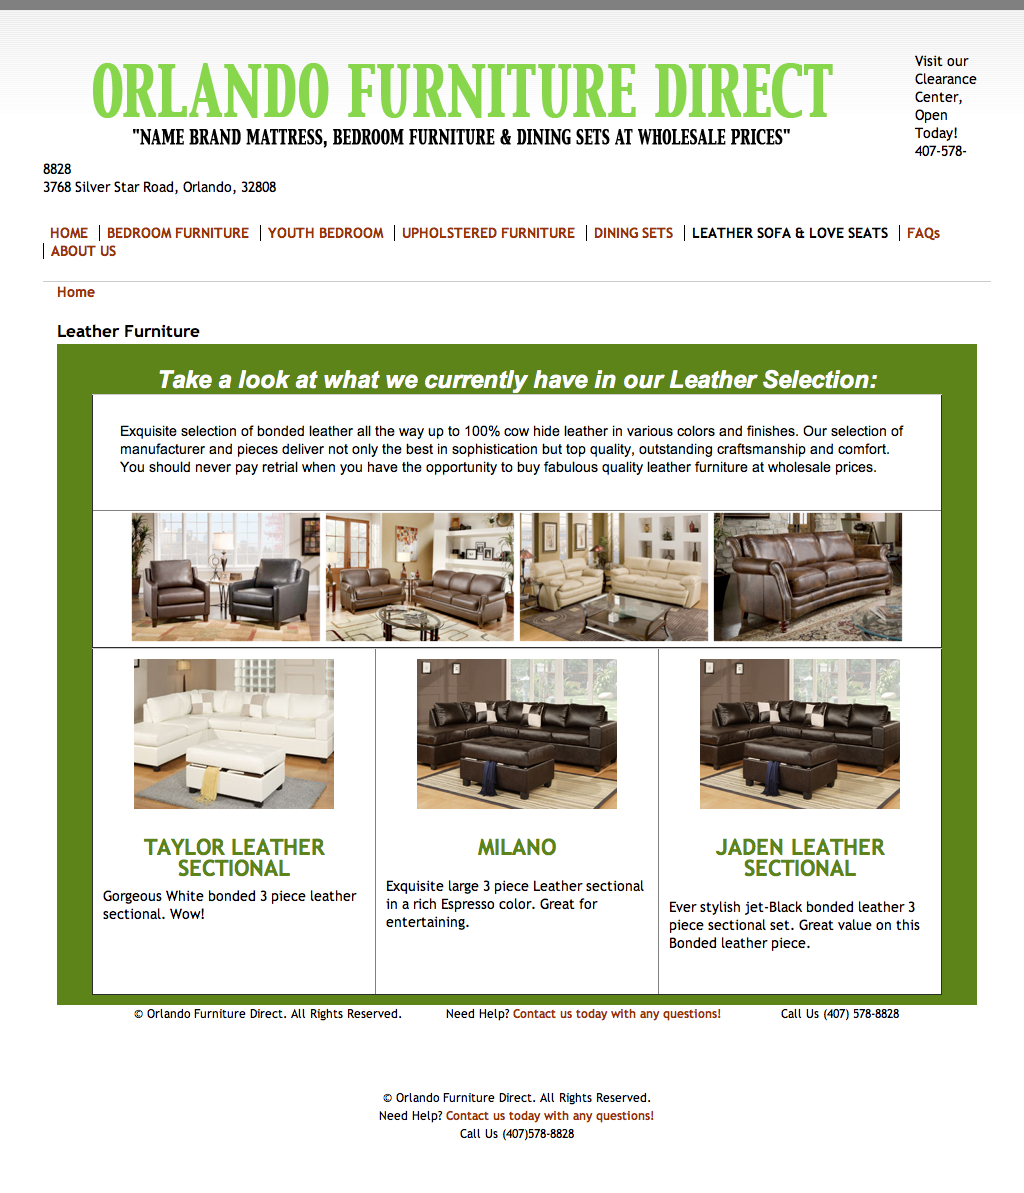 ORLANDO FURNITURE DIRECT
"NAME BRAND MATTRESS, BEDROOM FURNITURE & DINING SETS AT WHOLESALE PRICES"
Visit our
Clearance
Center,
Open
Today!
407-578-
8828
3768 Silver Star Road, Orlando, 32808
HOME BEDROOM FURNITURE YOUTH BEDROOM UPHOLSTERED FURNITURE DINING SETS LEATHER SOFA & LOVE SEATS FAQs
ABOUT US
Home
Leather Furniture
Take a look at what we currently have in our Leather Selection:
Exquisite selection of bonded leather all the way up to 100% cow hide leather in various colors and finishes. Our selection of
manufacturer and pieces deliver not only the best in sophistication but top quality, outstanding craftsmanship and comfort.
You should never pay retrial when you have the opportunity to buy fabulous quality leather furniture at wholesale prices.
TAYLOR LEATHER
SECTIONAL
Gorgeous White bonded 3 piece leather
sectional. Wow!
MILANO
Exquisite large 3 piece Leather sectional
in a rich Espresso color. Great for
entertaining.
JADEN LEATHER
SECTIONAL
Ever stylish jet-Black bonded leather 3
piece sectional set. Great value on this
Bonded leather piece.
© Orlando Furniture Direct. All Rights Reserved. Need Help? Contact us today with any questions! Call Us (407) 578-8828
© Orlando Furniture Direct. All Rights Reserved.
Need Help? Contact us today with any questions!
Call Us (407)578-8828